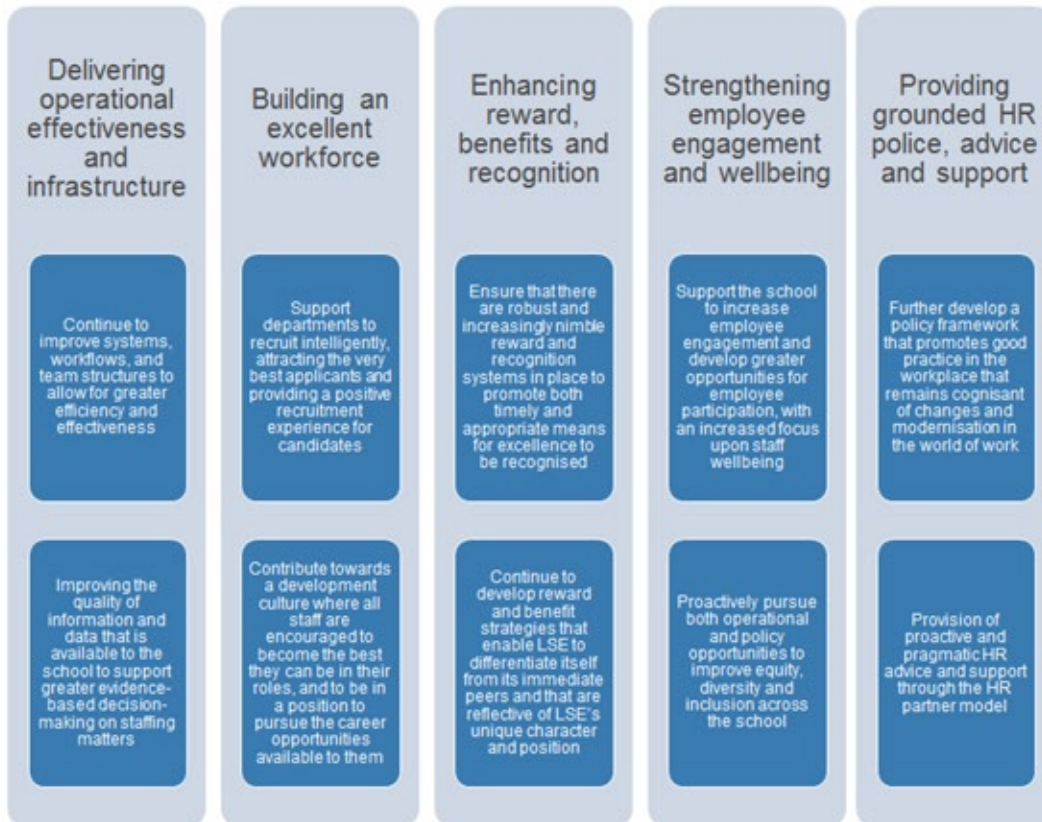 Delivering
operational
effectiveness
and
infrastructure
Continue to
improve systems,
workflows, and
team structures to
allow for greater
efficiency and
effectiveness
Improving the
quality of
information and
data that is
available to the
school to support
greater evidence-
based decision-
making on staffing
matters
Building an
excellent
workforce
Support
departments to
recruit intelligently,
attracting the very
best applicants and
providing a positive
recruitment
experience for
candidates
Contribute towards
a development
culture where all
staff are
encouraged to
become the best
they can be in their
roles, and to be in
a position to
pursue the career
opportunities
available to them
Enhancing
reward,
benefits and
recognition
Ensure that there
are robust and
increasingly nimble
reward and
recognition
systems in place to
promote both
timely and
appropriate means
for excellence to
be recognised
Continue to
develop reward
and benefit
strategies that
enable LSE to
differentiate itself
from its immediate
peers and that are
reflective of LSE's
unique character
and position
Strengthening
employee
engagement
and wellbeing
Support the school
to increase
employee
engagement and
develop greater
opportunities for
employee
participation, with
an increased focus
upon staff
wellbeing
Proactively pursue
both operational
and policy
opportunities to
improve equity,
diversity and
inclusion across
the school
Providing
grounded HR
police, advice
and support
Further develop a
policy framework
that promotes good
practice in the
workplace that
remains cognisant
of changes and
modernisation in
the world of work
Provision of
proactive and
pragmatic HR
advice and support
through the HR
partner model